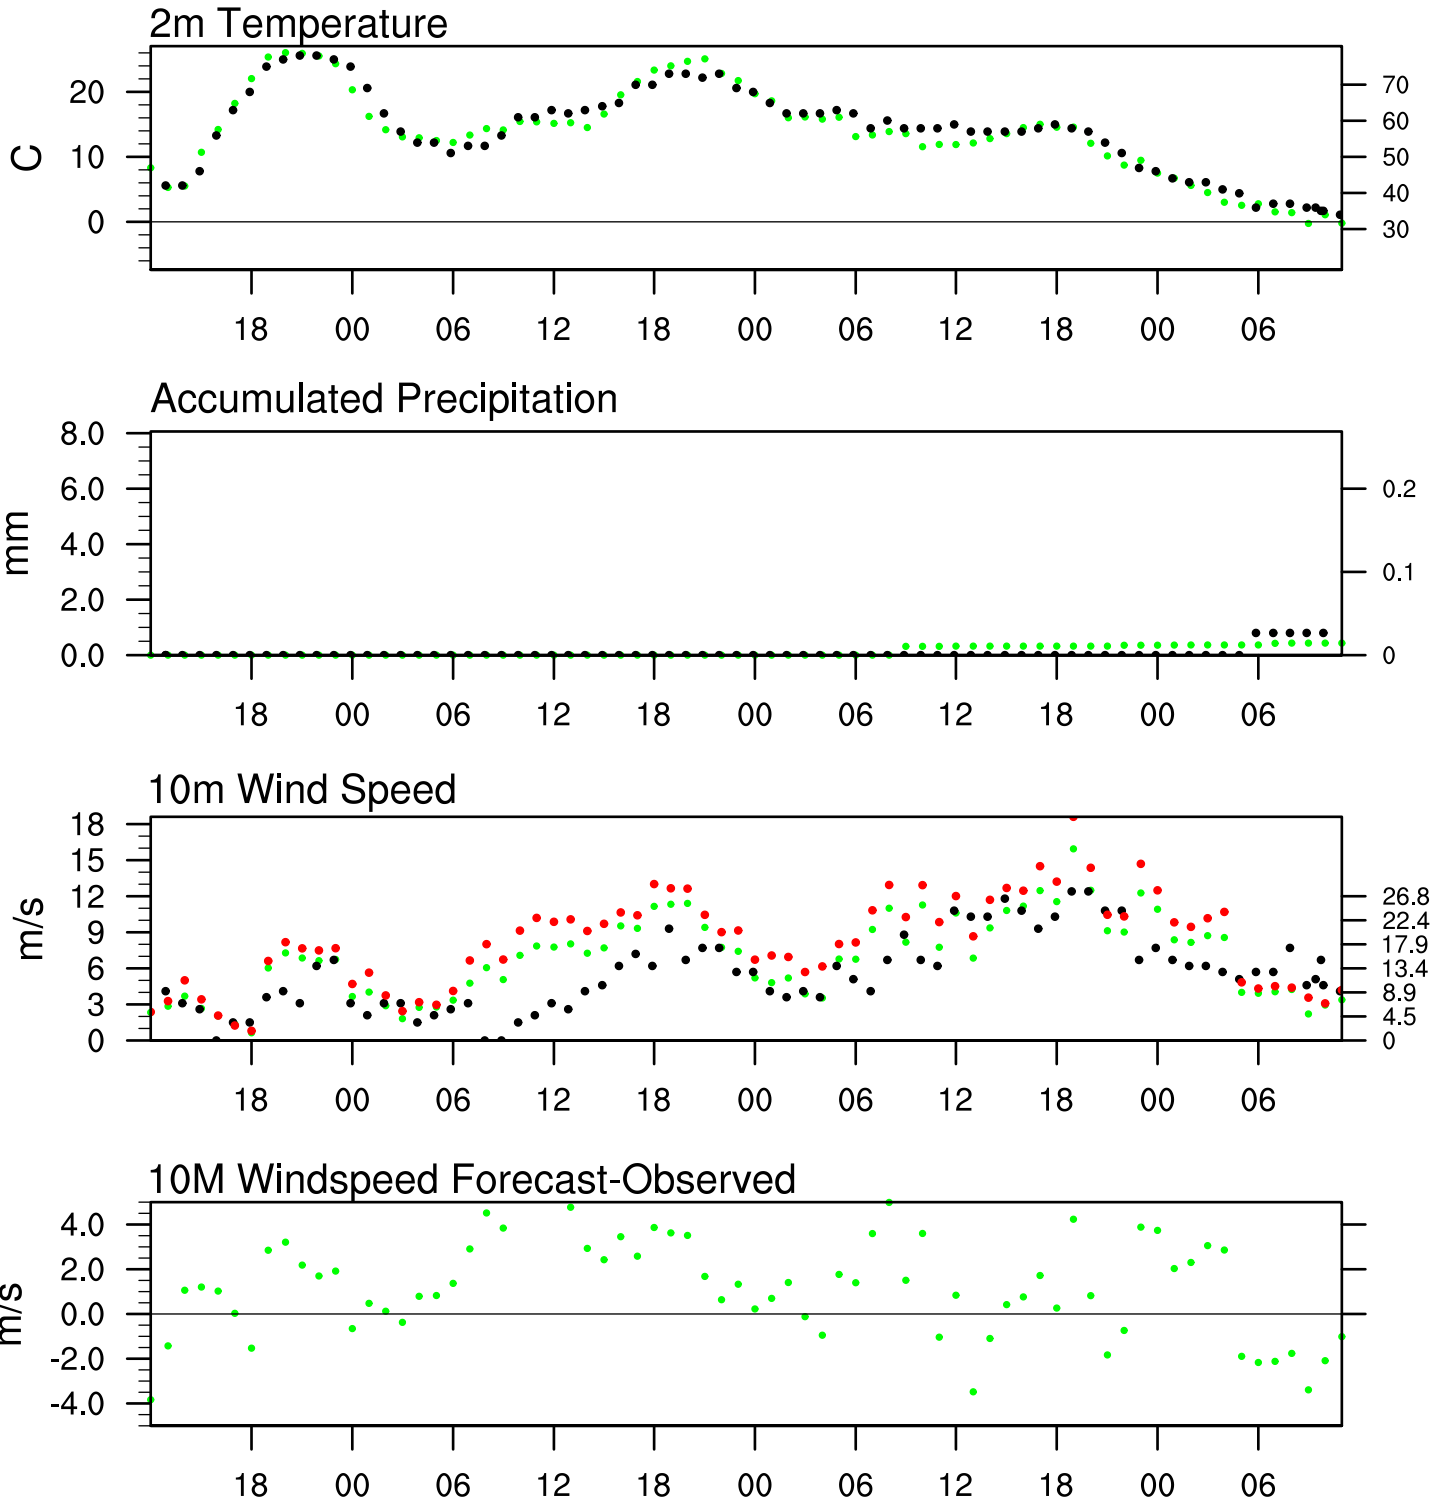 2m Temperature
20
10
0
C
70
60
50
40
30
18 00 06 12 18 00 06 12 18 00 06
Accumulated Precipitation
8.0
6.0
4.0
2.0
0.0
mm
0.2
0.1
0
18 00 06 12 18 00 06 12 18 00 06
10m Wind Speed
18
15
12
9
6
3
0
m/s
26.8
22.4
17.9
13.4
8.9
4.5
0
18 00 06 12 18 00 06 12 18 00 06
10M Windspeed Forecast-Observed
4.0
2.0
0.0
-2.0
-4.0
m/s
18 00 06 12 18 00 06 12 18 00 06